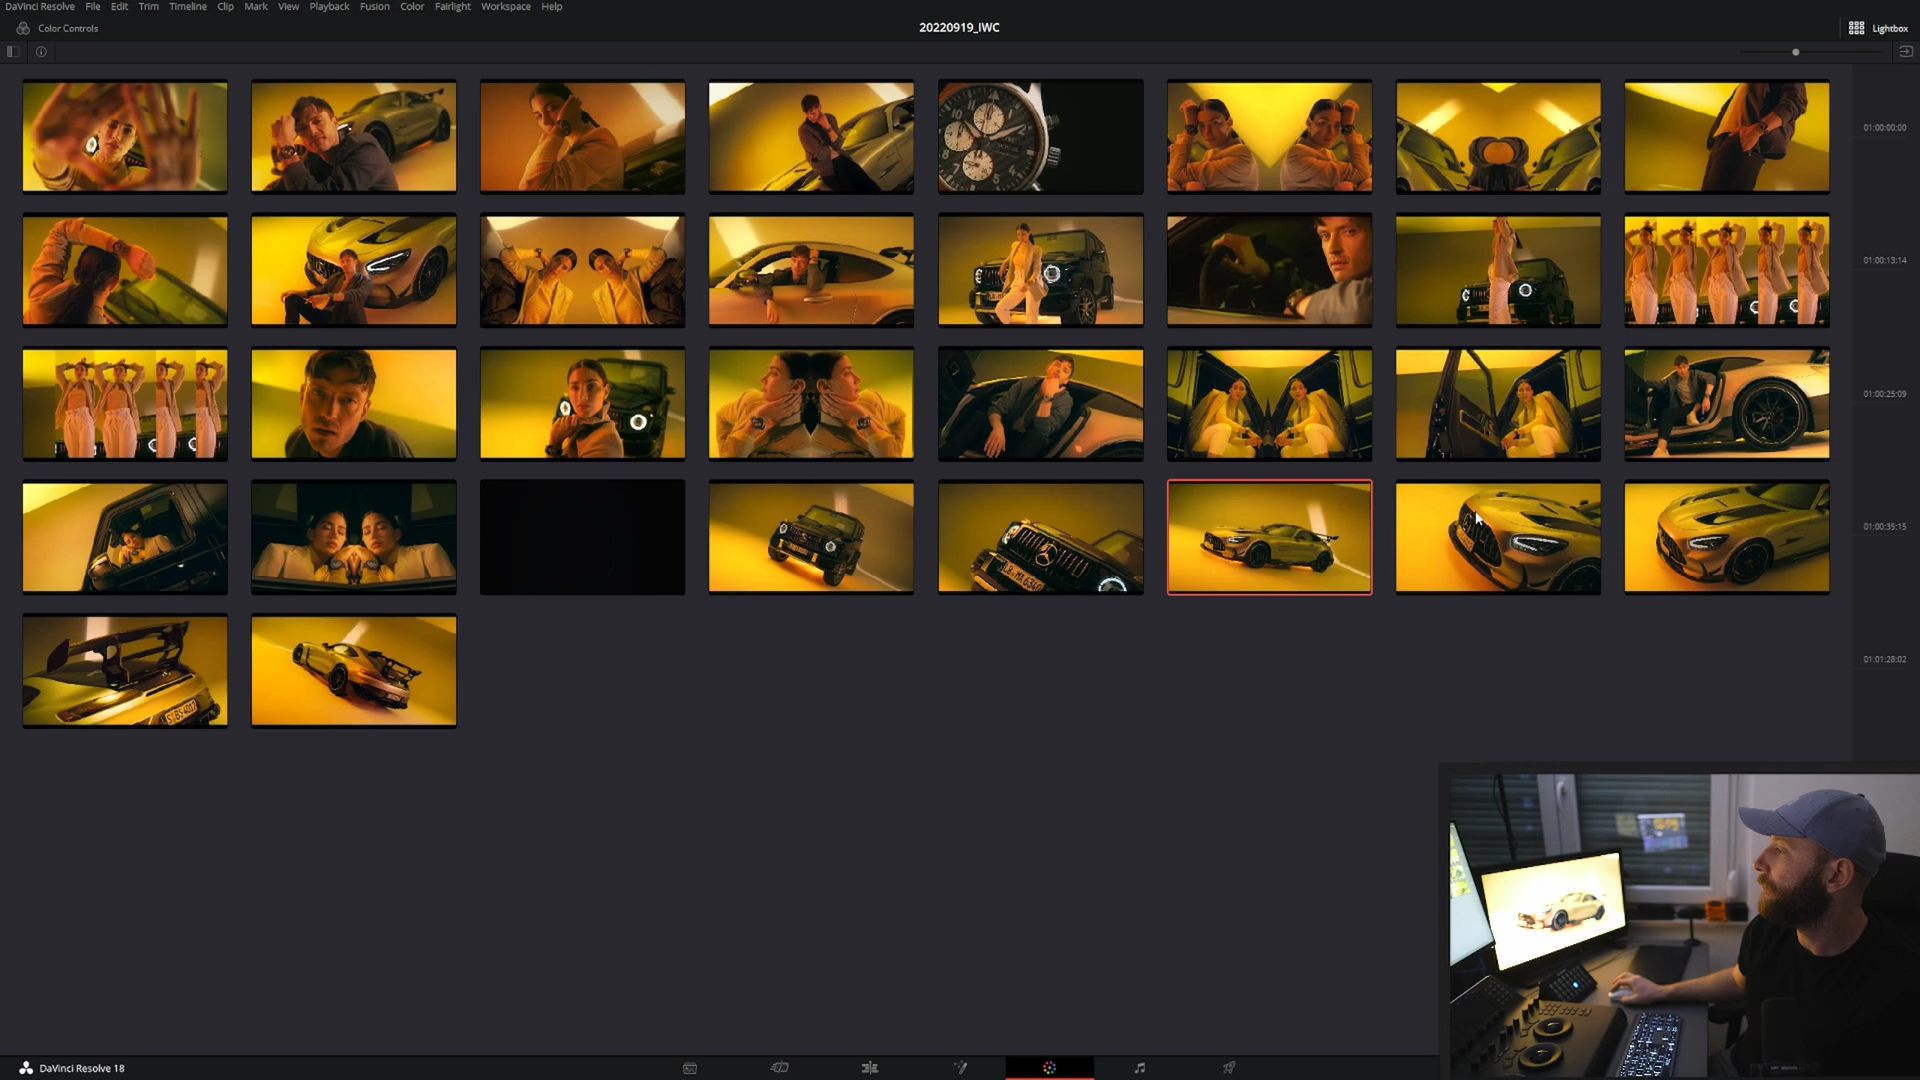 DaVinci Resolve File Edit Trim Timeline Clip Mark View Playback Fusion Color Fairlight Workspace Help
Color Controls 20220919_IWC Lightbox
01:00:00:00
01:00:13:14
01:00:25:09
01:00:35:15
01:01:28:02
DaVinci Resolve 18